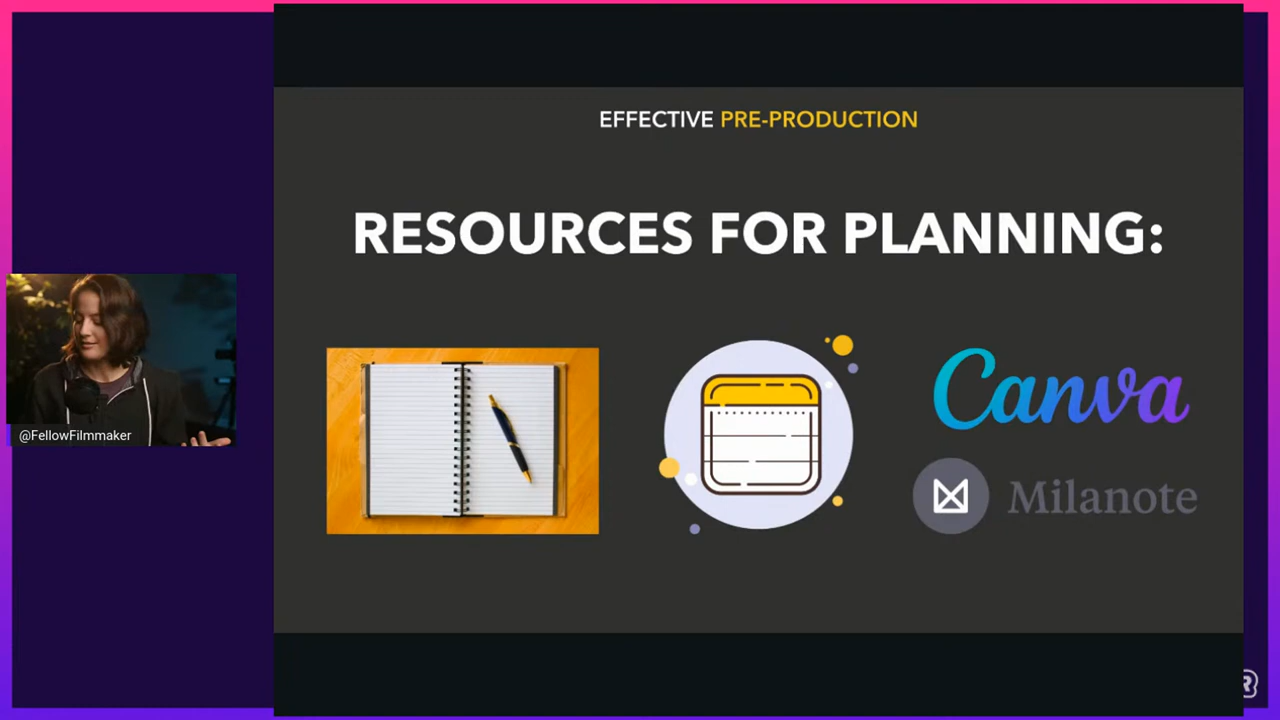 EFFECTIVE PRE-PRODUCTION
RESOURCES FOR PLANNING:
Canva
Milanote
@FellowFilmmaker
R